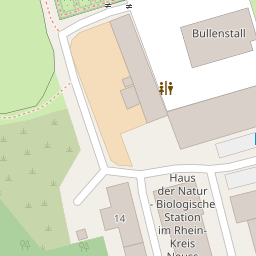 Bullenstall
Haus
der Natur
- Biologische
Station
im Rhein-
Kreis
Neuss
14